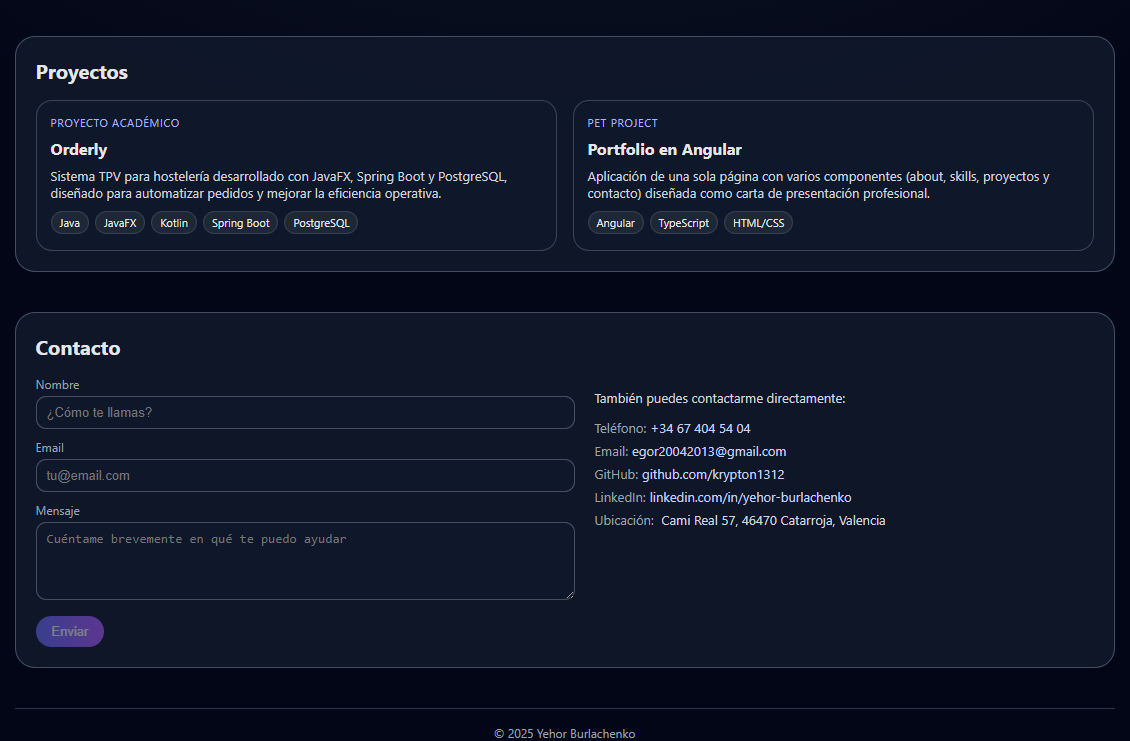 Proyectos
PROYECTO ACADÉMICO
Orderly
Sistema TPV para hostelería desarrollado con JavaFX, Spring Boot y PostgreSQL,
diseñado para automatizar pedidos y mejorar la eficiencia operativa.
Java JavaFX Kotlin Spring Boot PostgreSQL
PET PROJECT
Portfolio en Angular
Aplicación de una sola página con varios componentes (about, skills, proyectos y
contacto) diseñada como carta de presentación profesional.
Angular TypeScript HTML/CSS
Contacto
Nombre
¿Cómo te llamas?
Email
tu@email.com
Mensaje
Cuéntame brevemente en qué te puedo ayudar
Enviar
También puedes contactarme directamente:
Teléfono: +34 67 404 54 04
Email: egor20042013@gmail.com
GitHub: github.com/krypton1312
LinkedIn: linkedin.com/in/yehor-burlachenko
Ubicación: Cami Real 57, 46470 Catarroja, Valencia
© 2025 Yehor Burlachenko